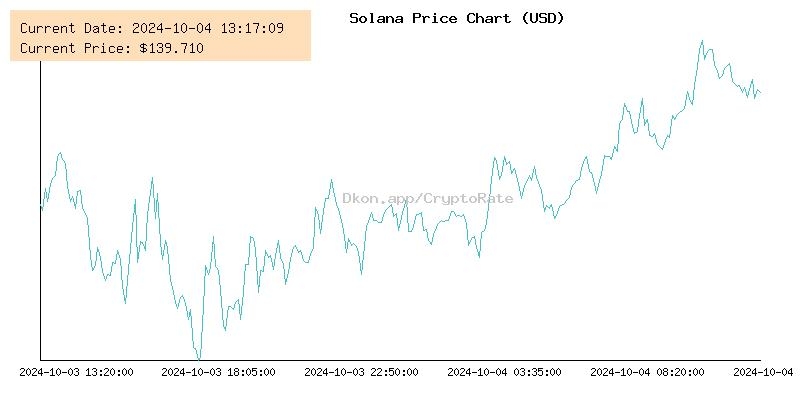 Solana Price Chart (USD)
Current Date: 2024-10-04 13:17:09
Current Price: $139.710
Dkon.app/CryptoRate
2024-10-03 13:20:00 2024-10-03 18:05:00 2024-10-03 22:50:00 2024-10-04 03:35:00 2024-10-04 08:20:00 2024-10-04